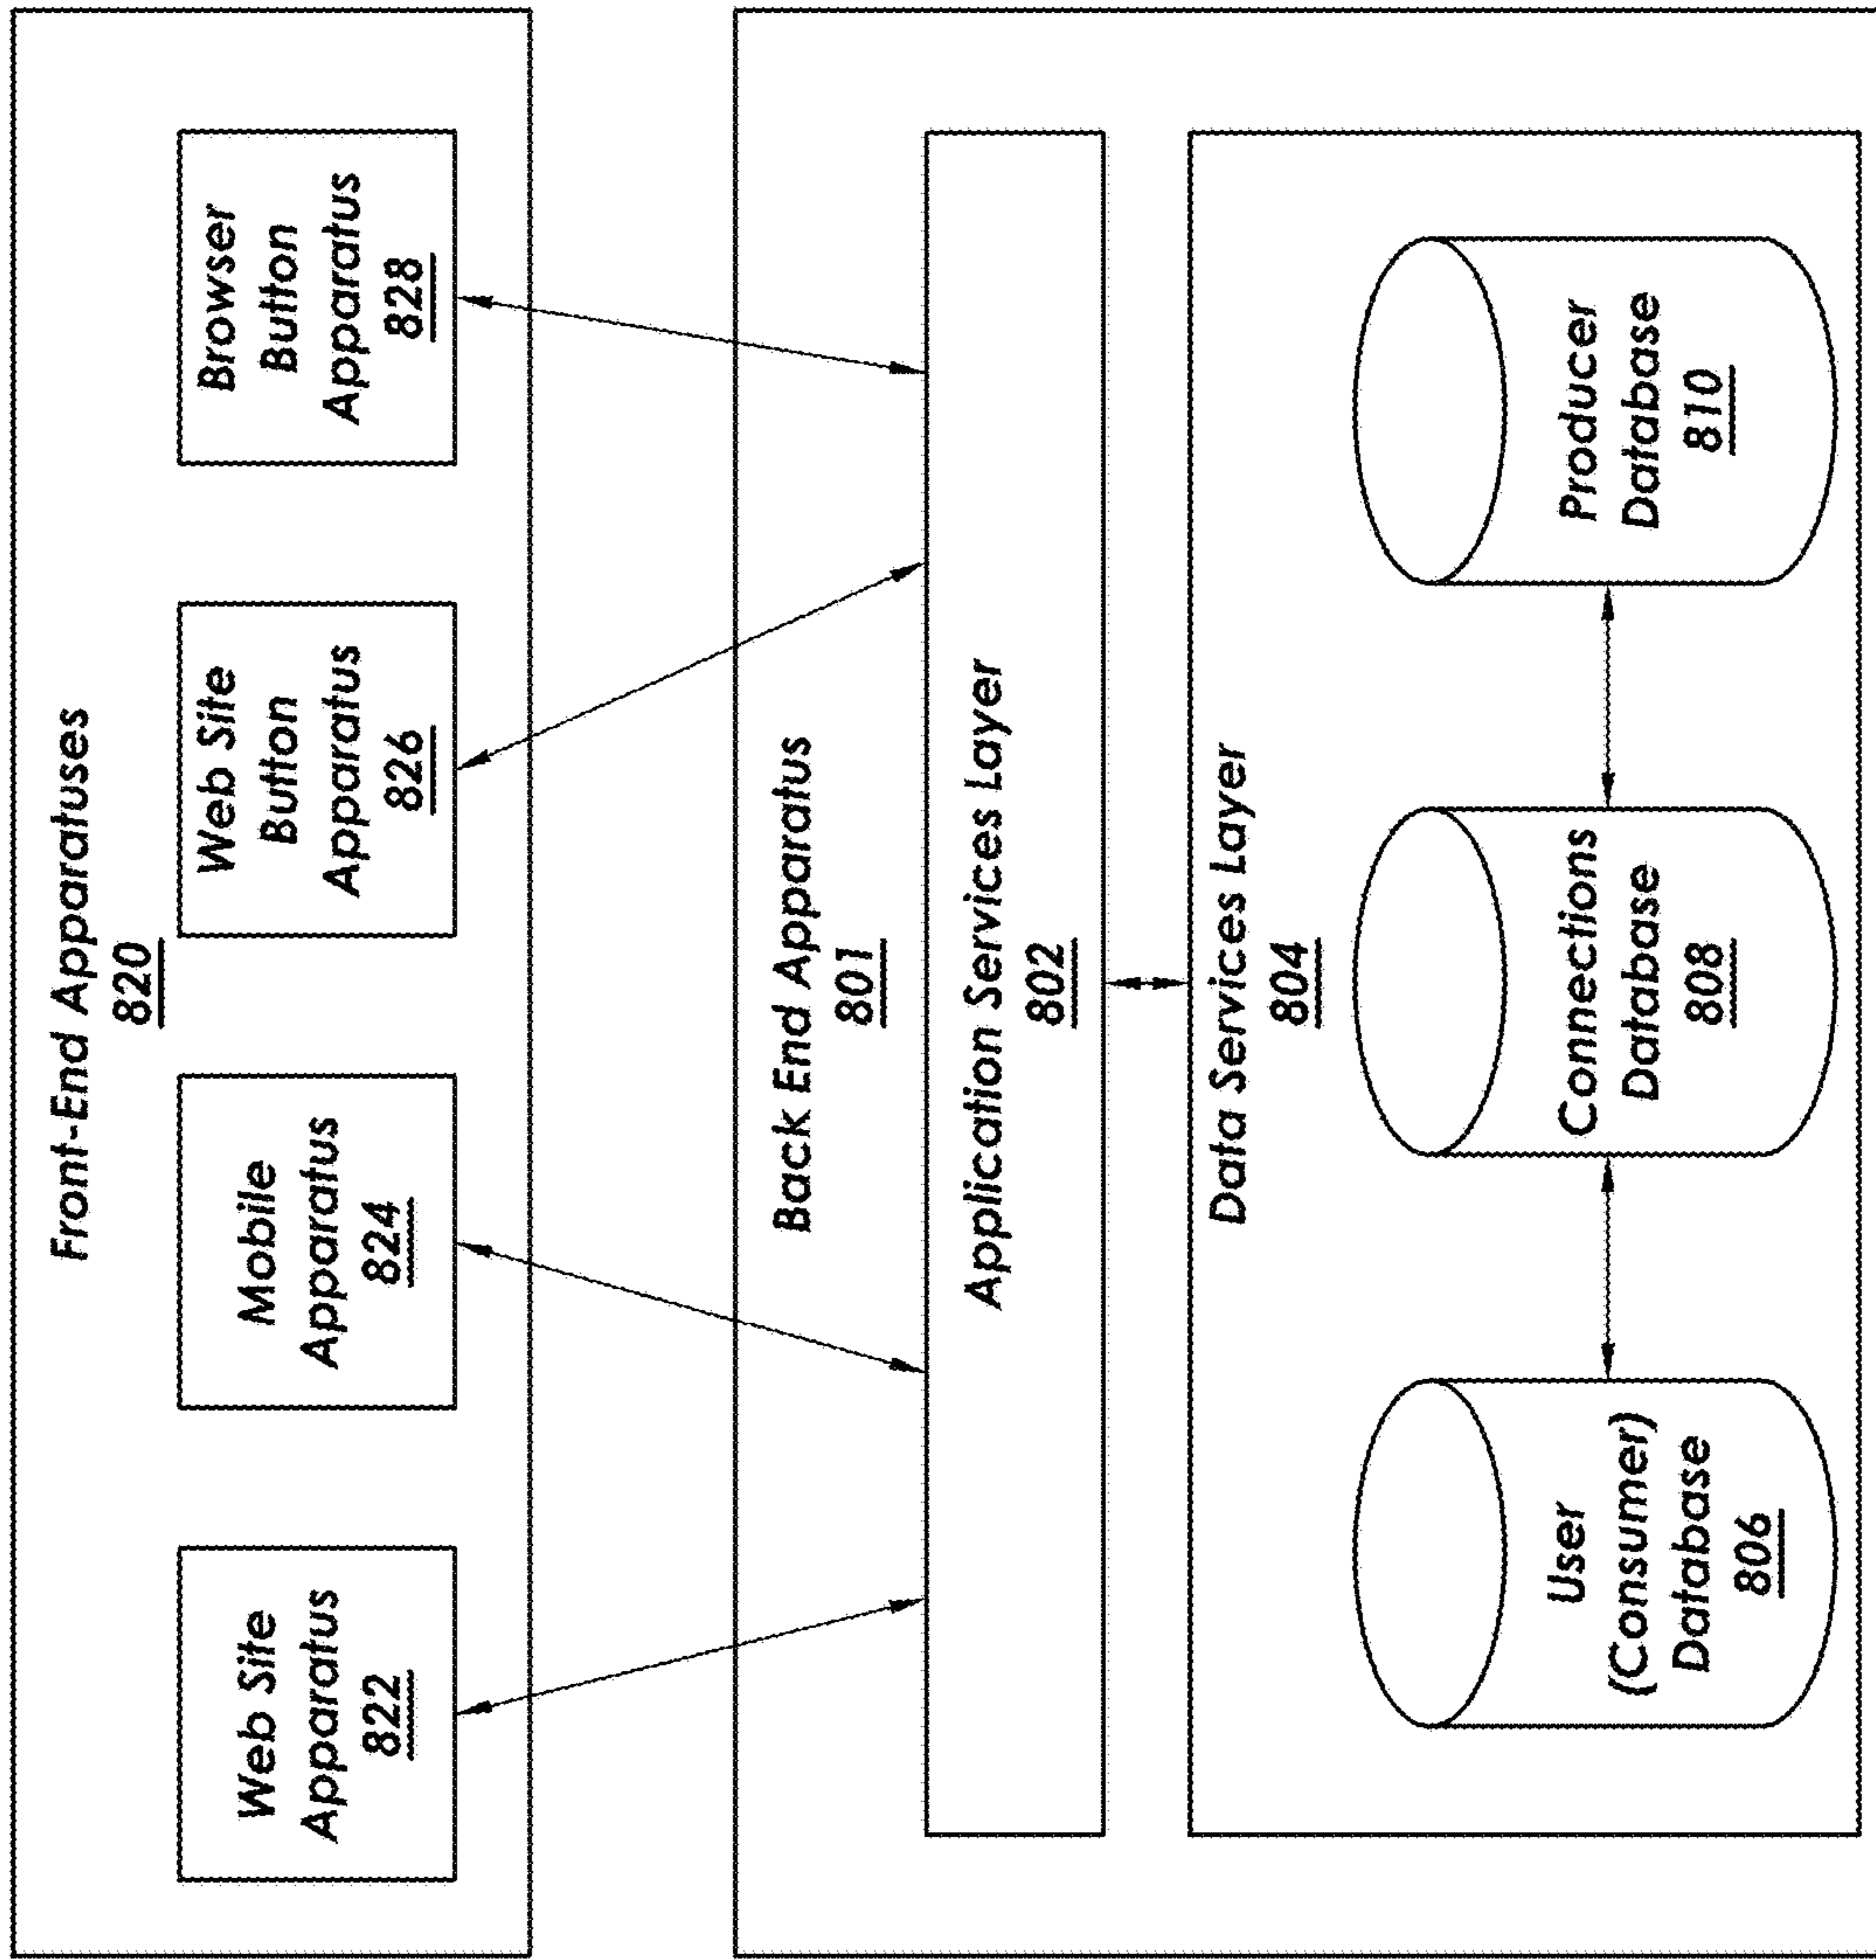 Front-End Apparatuses
820
Web Site
Apparatus
822
Mobile
Apparatus
824
Web Site
Button
Apparatus
826
Browser
Button
Apparatus
828
Back End Apparatus
801
Application Services Layer
802
Data Services Layer
804
User
(Consumer)
Database
806
Connections
Database
808
Producer
Database
810